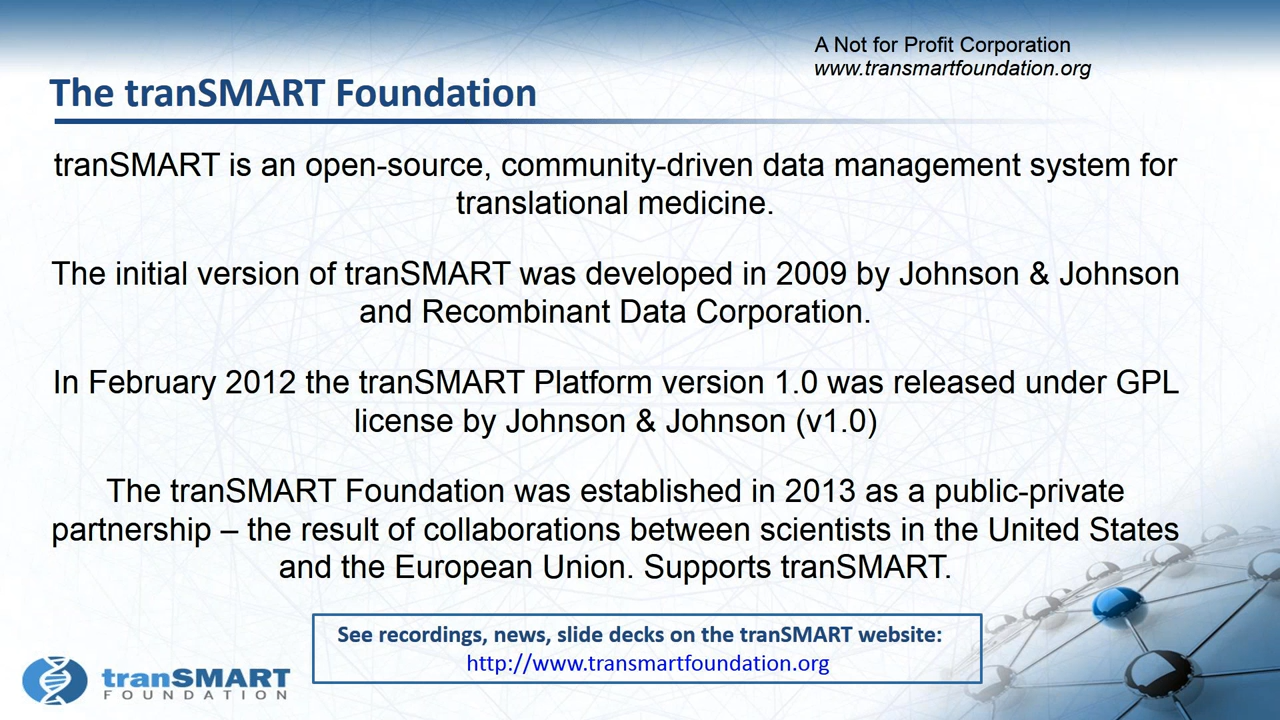 A Not for Profit Corporation
www.transmartfoundation.org
The tranSMART Foundation
tranSMART is an open-source, community-driven data management system for
translational medicine.
The initial version of tranSMART was developed in 2009 by Johnson & Johnson
and Recombinant Data Corporation.
In February 2012 the tranSMART Platform version 1.0 was released under GPL
license by Johnson & Johnson (v1.0)
The tranSMART Foundation was established in 2013 as a public-private
partnership – the result of collaborations between scientists in the United States
and the European Union. Supports tranSMART.
See recordings, news, slide decks on the tranSMART website:
http://www.transmartfoundation.org
tranSMART
FOUNDATION